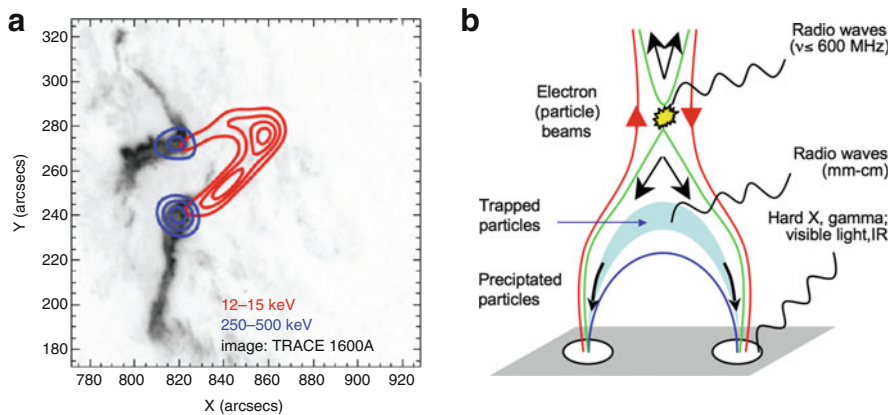 a
320
300
280
260
240
220
200
180
Y (arcsecs)
12–15 keV
250–500 keV
image: TRACE 1600A
780 800 820 840 860 880 900 920
X (arcsecs)
b
Radio waves
(ν≤ 600 MHz)
Electron
(particle)
beams
Radio waves
(mm-cm)
Trapped
particles
Hard X, gamma;
visible light,IR
Preciptated
particles